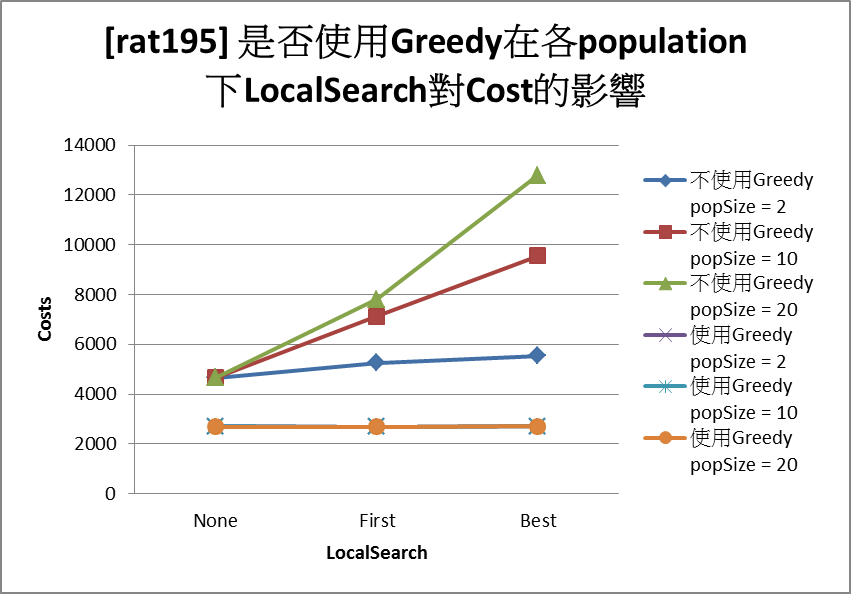 [rat195] 是否使用Greedy在各population
下LocalSearch對Cost的影響
14000
12000
10000
8000
6000
4000
2000
0
Costs
None
First
Best
LocalSearch
不使用Greedy
popSize = 2
不使用Greedy
popSize = 10
不使用Greedy
popSize = 20
使用Greedy
popSize = 2
使用Greedy
popSize = 10
使用Greedy
popSize = 20